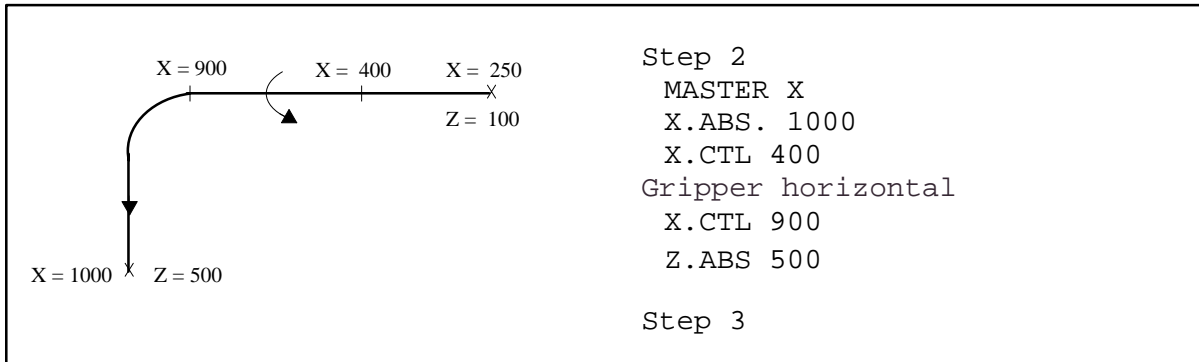 X = 900
X = 400
X = 250
Z = 100
X = 1000
Z = 500
Step 2
MASTER X
X.ABS. 1000
X.CTL 400
Gripper horizontal
X.CTL 900
Z.ABS 500
Step 3